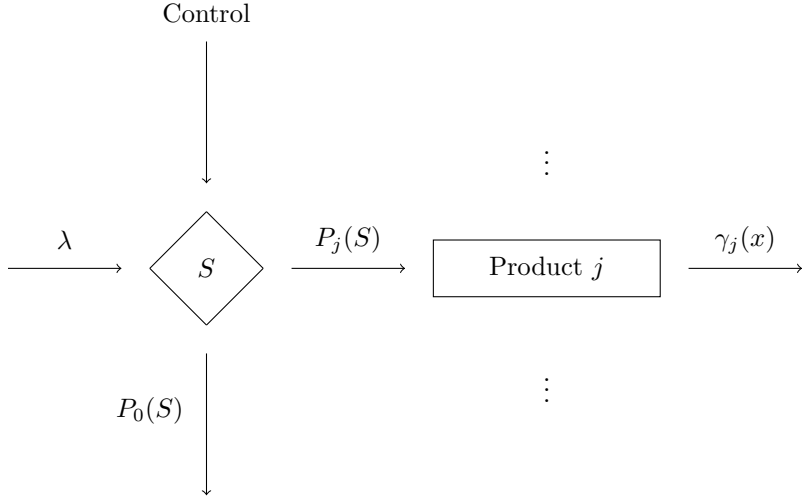 Control
⋮
λ
S
P_j(S)
Product j
γ_j(x)
⋮
P_0(S)